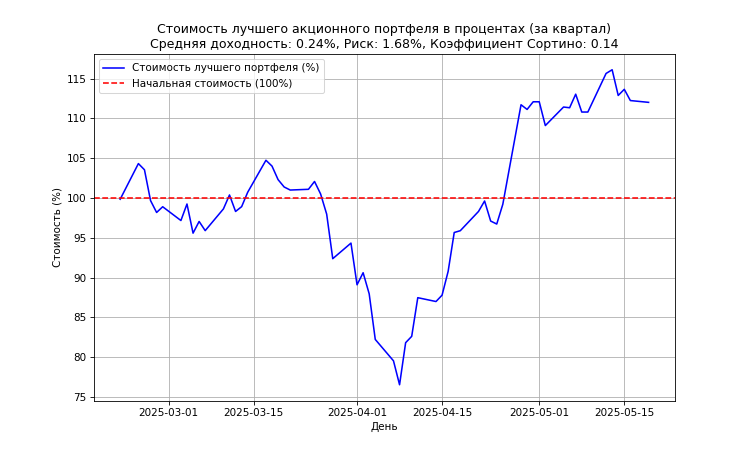 Стоимость лучшего акционного портфеля в процентах (за квартал)
Средняя доходность: 0.24%, Риск: 1.68%, Коэффициент Сортино: 0.14
Стоимость лучшего портфеля (%)
Начальная стоимость (100%)
Стоимость (%)
115
110
105
100
95
90
85
80
75
2025-03-01
2025-03-15
2025-04-01
2025-04-15
2025-05-01
2025-05-15
День